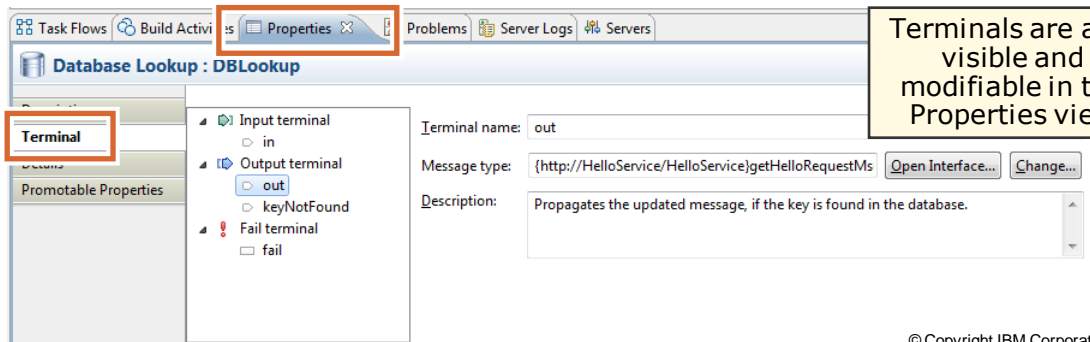 Task Flows Build Activities Properties Problems Server Logs Servers
Database Lookup : DBLookup
Terminal
Details
Promotable Properties
Input terminal
in
Output terminal
out
keyNotFound
Fail terminal
fail
Terminal name: out
Message type: {http://HelloService/HelloService}getHelloRequestMs Open Interface... Change...
Description: Propagates the updated message, if the key is found in the database.
Terminals are
visible and
modifiable in
Properties
© Copyright IBM